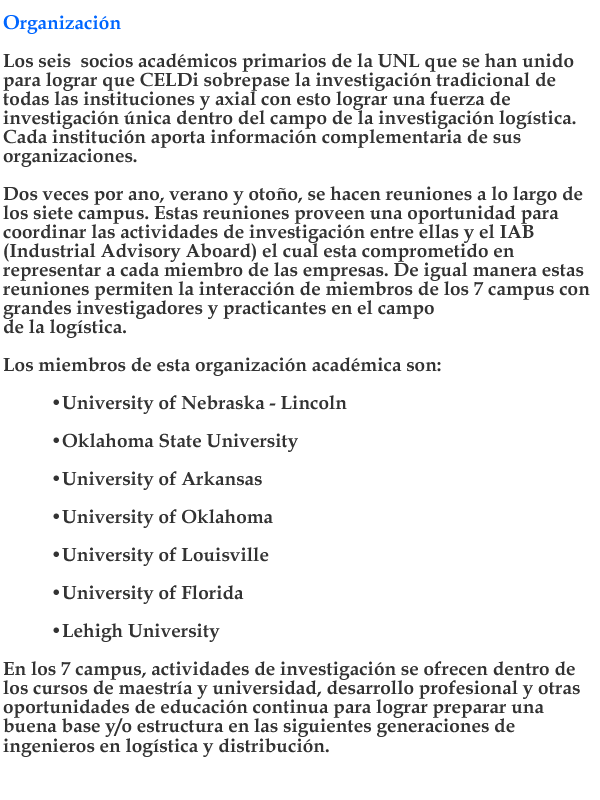 Organización
Los seis  socios académicos primarios de la UNL que se han unido
para lograr que CELDi sobrepase la investigación tradicional de
todas las instituciones y axial con esto lograr una fuerza de
investigación única dentro del campo de la investigación logística.
Cada institución aporta información complementaria de sus
organizaciones.
Dos veces por ano, verano y otoño, se hacen reuniones a lo largo de
los siete campus. Estas reuniones proveen una oportunidad para
coordinar las actividades de investigación entre ellas y el IAB
(Industrial Advisory Aboard) el cual esta comprometido en
representar a cada miembro de las empresas. De igual manera estas
reuniones permiten la interacción de miembros de los 7 campus con
grandes investigadores y practicantes en el campo
de la logística.
Los miembros de esta organización académica son:
•University of Nebraska - Lincoln
•Oklahoma State University
•University of Arkansas
•University of Oklahoma
•University of Louisville
•University of Florida
•Lehigh University
En los 7 campus, actividades de investigación se ofrecen dentro de
los cursos de maestría y universidad, desarrollo profesional y otras
oportunidades de educación continua para lograr preparar una
buena base y/o estructura en las siguientes generaciones de
ingenieros en logística y distribución.